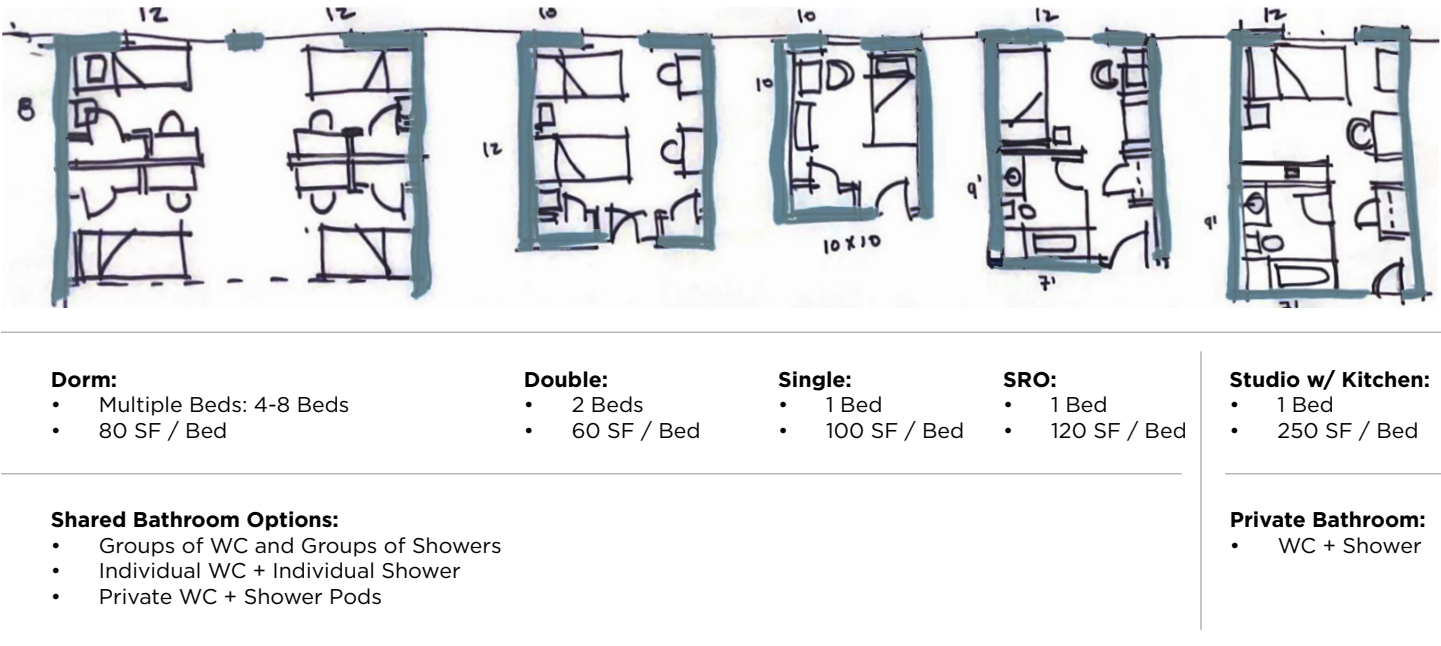 12
12
10
10
12
12
8
12
10
10 X 10
9'
7'
9'
7'
Dorm:
• Multiple Beds: 4-8 Beds
• 80 SF / Bed
Double:
• 2 Beds
• 60 SF / Bed
Single:
• 1 Bed
• 100 SF / Bed
SRO:
• 1 Bed
• 120 SF / Bed
Studio w/ Kitchen:
• 1 Bed
• 250 SF / Bed
Shared Bathroom Options:
• Groups of WC and Groups of Showers
• Individual WC + Individual Shower
• Private WC + Shower Pods
Private Bathroom:
• WC + Shower